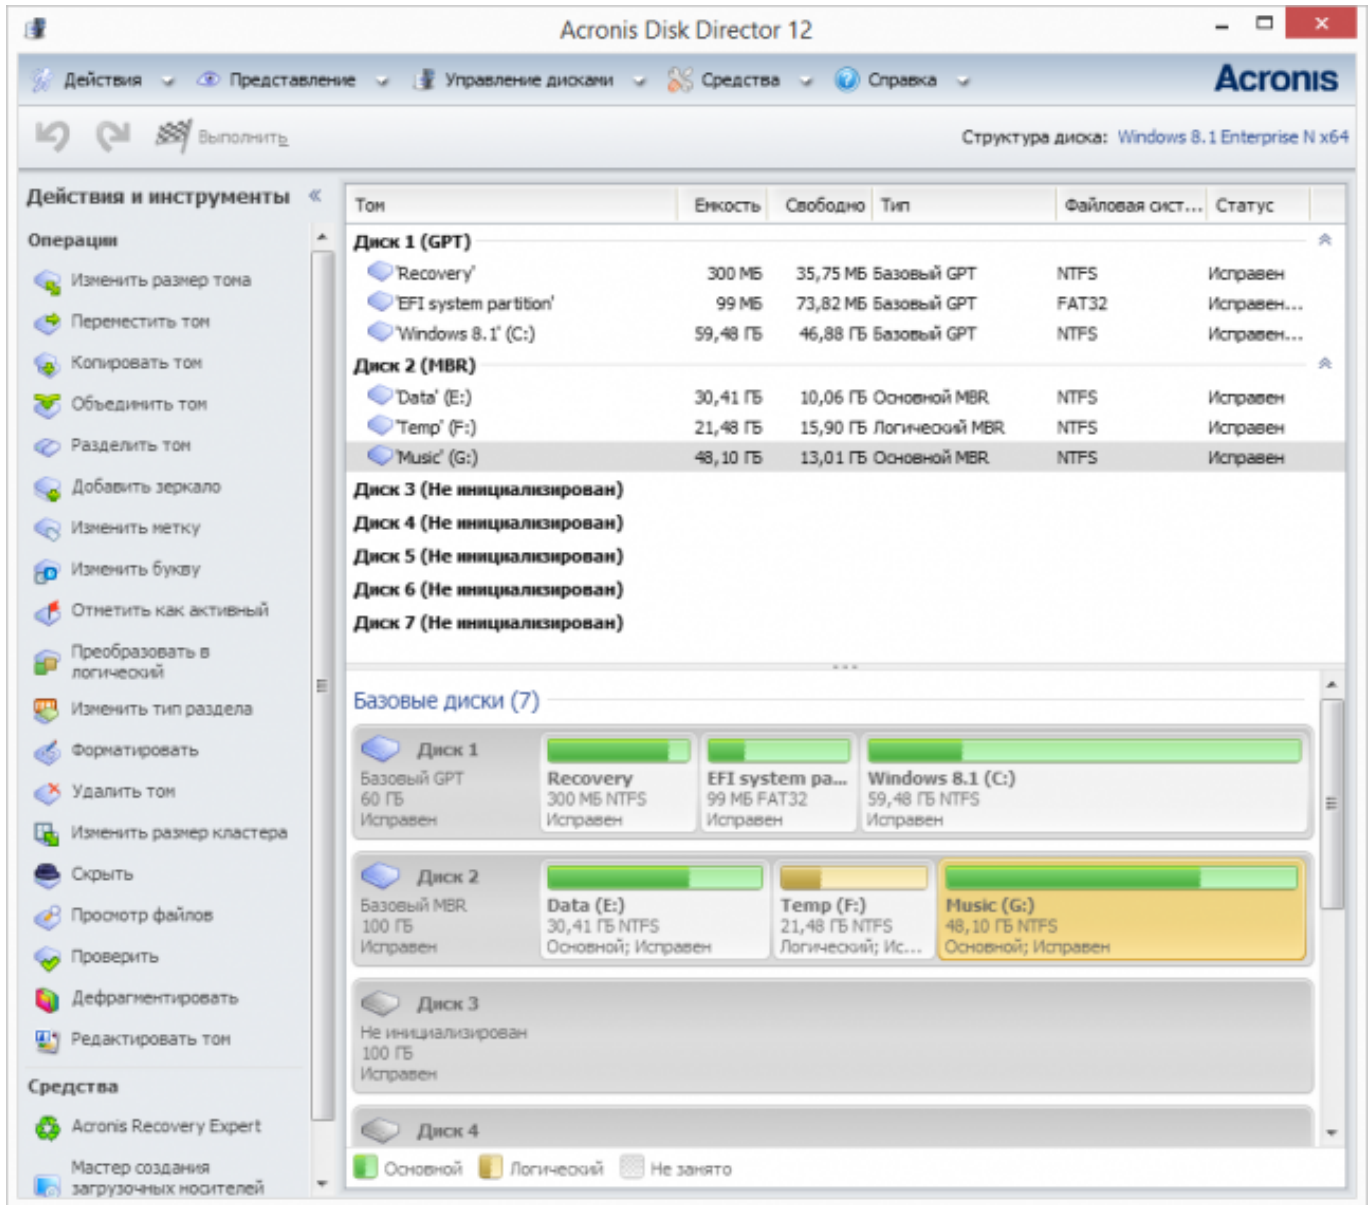 Acronis Disk Director 12
Действия Представление Управление дисками Средства Справка Acronis
Выполнить Структура диска: Windows 8.1 Enterprise N x64
Действия и инструменты «
Операции
Изменить размер тома
Переместить том
Копировать том
Объединить том
Разделить том
Добавить зеркало
Изменить метку
Изменить букву
Отметить как активный
Преобразовать в
логический
Изменить тип раздела
Форматировать
Удалить том
Изменить размер кластера
Скрыть
Просмотр файлов
Проверить
Дефрагментировать
Редактировать том
Средства
Acronis Recovery Expert
Мастер создания
загрузочных носителей
Том Емкость Свободно Тип Файловая сист... Статус
Диск 1 (GPT)
'Recovery' 300 МБ 35,75 МБ Базовый GPT NTFS Исправен
'EFI system partition' 99 МБ 73,82 МБ Базовый GPT FAT32 Исправен...
'Windows 8.1' (C:) 59,48 ГБ 46,88 ГБ Базовый GPT NTFS Исправен...
Диск 2 (MBR)
'Data' (E:) 30,41 ГБ 10,06 ГБ Основной MBR NTFS Исправен
'Temp' (F:) 21,48 ГБ 15,90 ГБ Логический MBR NTFS Исправен
'Music' (G:) 48,10 ГБ 13,01 ГБ Основной MBR NTFS Исправен
Диск 3 (Не инициализирован)
Диск 4 (Не инициализирован)
Диск 5 (Не инициализирован)
Диск 6 (Не инициализирован)
Диск 7 (Не инициализирован)
Базовые диски (7)
Диск 1
Базовый GPT
60 ГБ
Исправен
Recovery
300 МБ NTFS
Исправен
EFI system pa...
99 МБ FAT32
Исправен
Windows 8.1 (C:)
59,48 ГБ NTFS
Исправен
Диск 2
Базовый MBR
100 ГБ
Исправен
Data (E:)
30,41 ГБ NTFS
Основной; Исправен
Temp (F:)
21,48 ГБ NTFS
Логический; Ис...
Music (G:)
48,10 ГБ NTFS
Основной; Исправен
Диск 3
Не инициализирован
100 ГБ
Исправен
Диск 4
Основной Логический Не занято